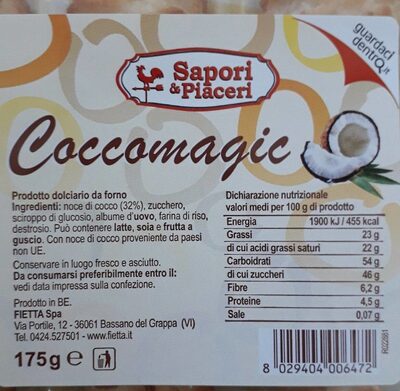 guardaci
dentrQ.it
Sapori
& Piaceri
Coccomagic
Prodotto dolciario da forno
Ingredienti: noce di cocco (32%), zucchero,
sciroppo di glucosio, albume d'uovo, farina di riso,
destrosio. Può contenere latte, soia e frutta a
guscio. Con noce di cocco proveniente da paesi
non UE.
Conservare in luogo fresco e asciutto.
Da consumarsi preferibilmente entro il:
vedi data impressa sulla confezione.
Prodotto in BE.
FIETTA Spa
Via Portile, 12 - 36061 Bassano del Grappa (VI)
Tel. 0424.527501 - www.fietta.it
175g e
Dichiarazione nutrizionale
valori medi per 100 g di prodotto
Energia 1900 kJ / 455 kcal
Grassi 23 g
di cui acidi grassi saturi 22 g
Carboidrati 54 g
di cui zuccheri 46 g
Fibre 6,2 g
Proteine 4,5 g
Sale 0,07 g
8 029404 006472